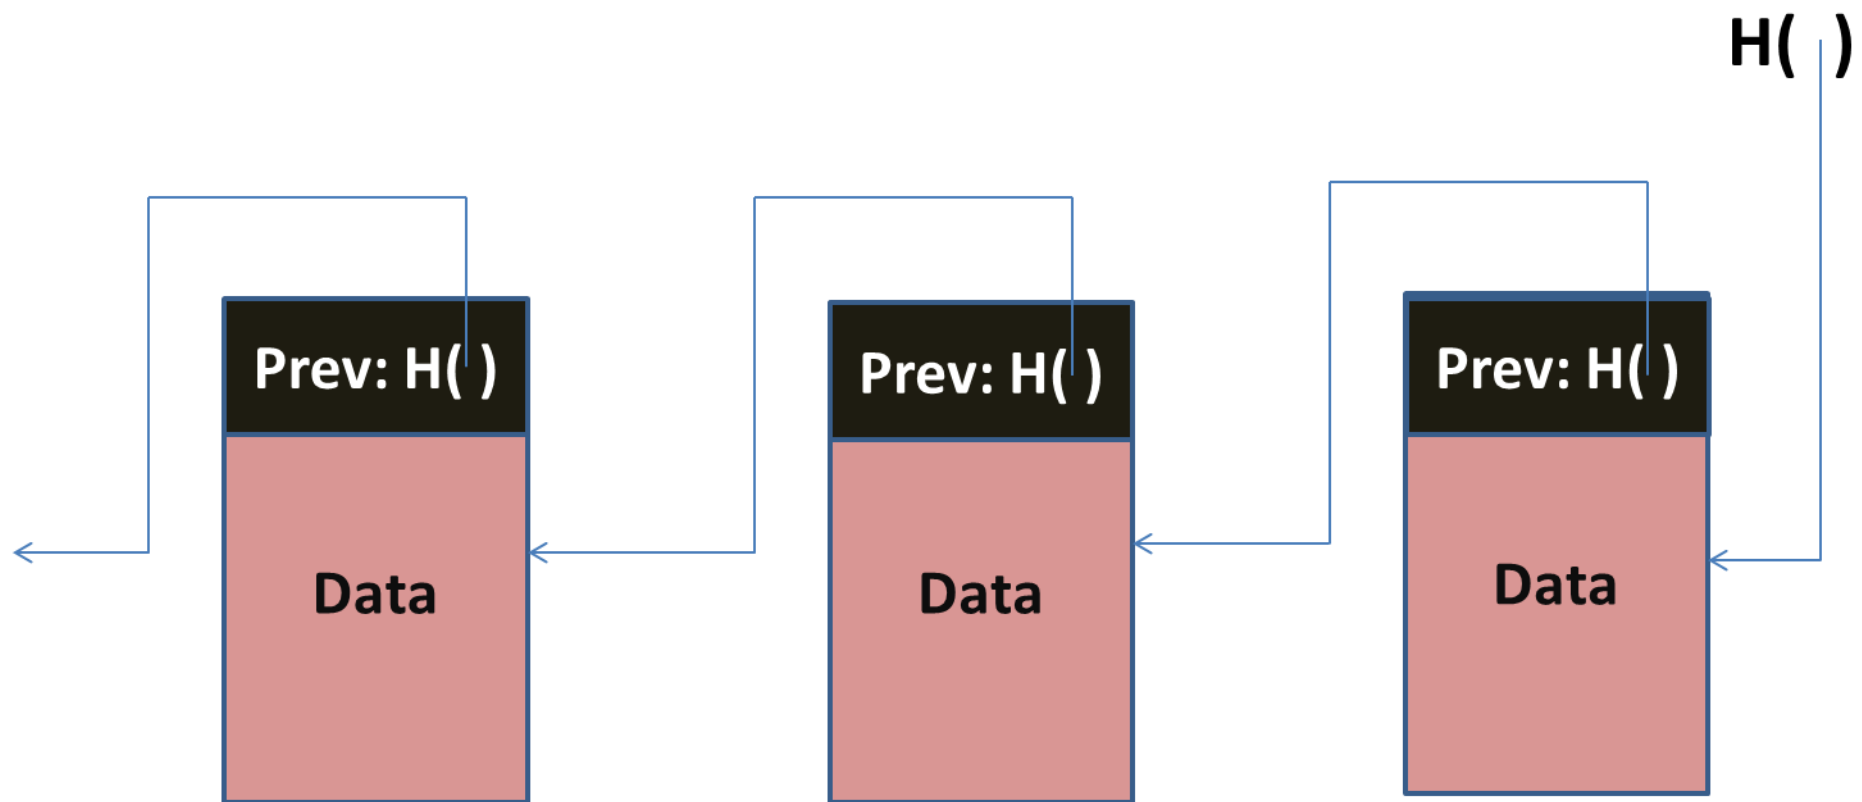 H( )
Prev: H( )
Prev: H( )
Prev: H( )
Data
Data
Data